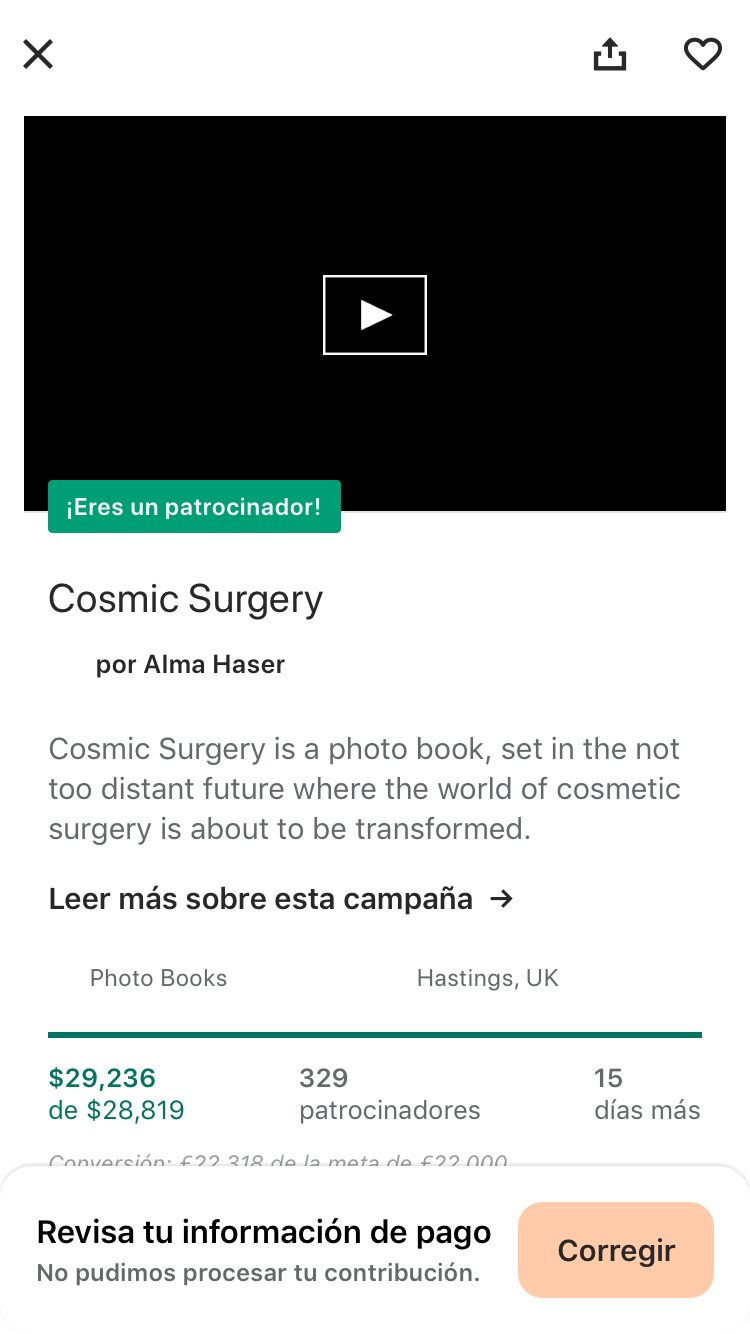 ¡Eres un patrocinador!
Cosmic Surgery
por Alma Haser
Cosmic Surgery is a photo book, set in the not
too distant future where the world of cosmetic
surgery is about to be transformed.
Leer más sobre esta campaña →
Photo Books
Hastings, UK
$29,236
de $28,819
329
patrocinadores
15
días más
Conversión: £22,318 de la meta de £22,000
Revisa tu información de pago
No pudimos procesar tu contribución.
Corregir